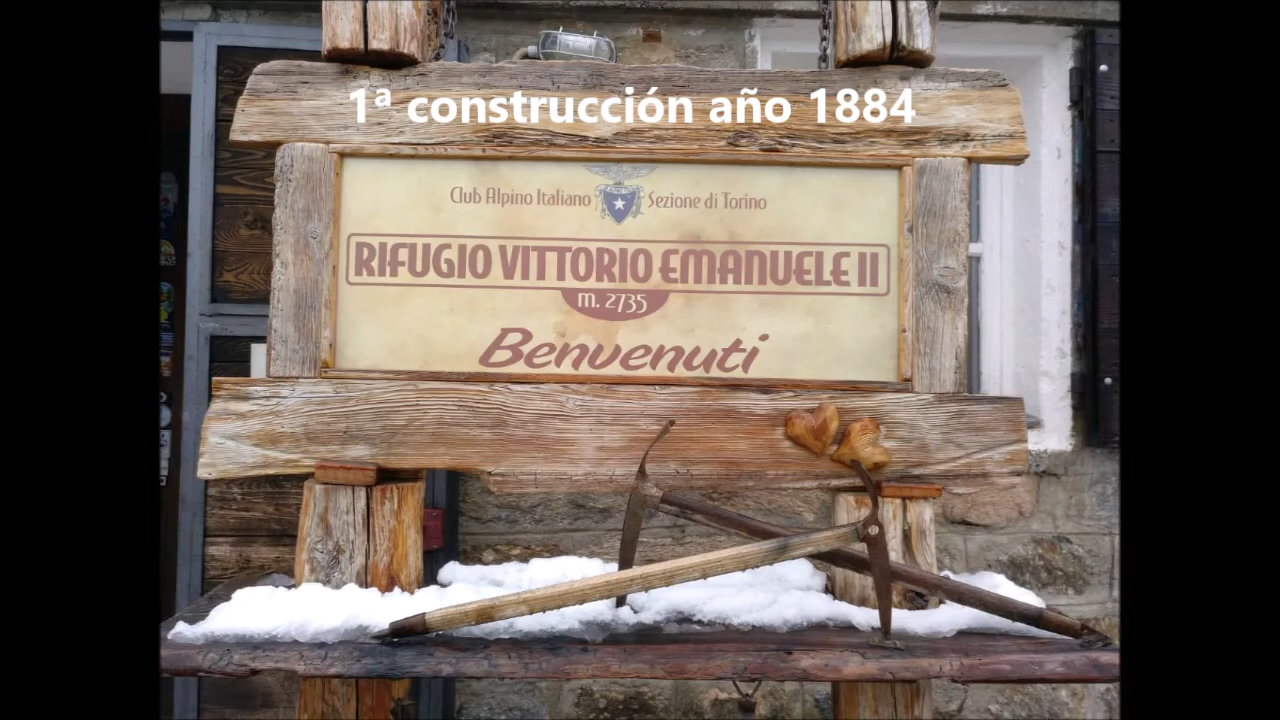 1ª construcción año 1884
Club Alpino Italiano Sezione di Torino
RIFUGIO VITTORIO EMANUELE II
m. 2735
Benvenuti